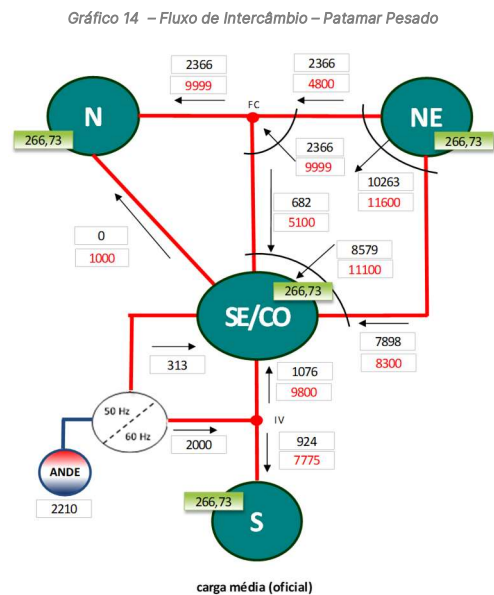 Gráfico 14 – Fluxo de Intercâmbio – Patamar Pesado
2366
9999
FC
2366
4800
N
266,73
NE
266,73
2366
9999
10263
11600
682
5100
0
1000
8579
11100
266,73
SE/CO
7898
8300
313
1076
9800
50 Hz
60 Hz
IV
2000
924
7775
ANDE
2210
266,73
S
carga média (oficial)